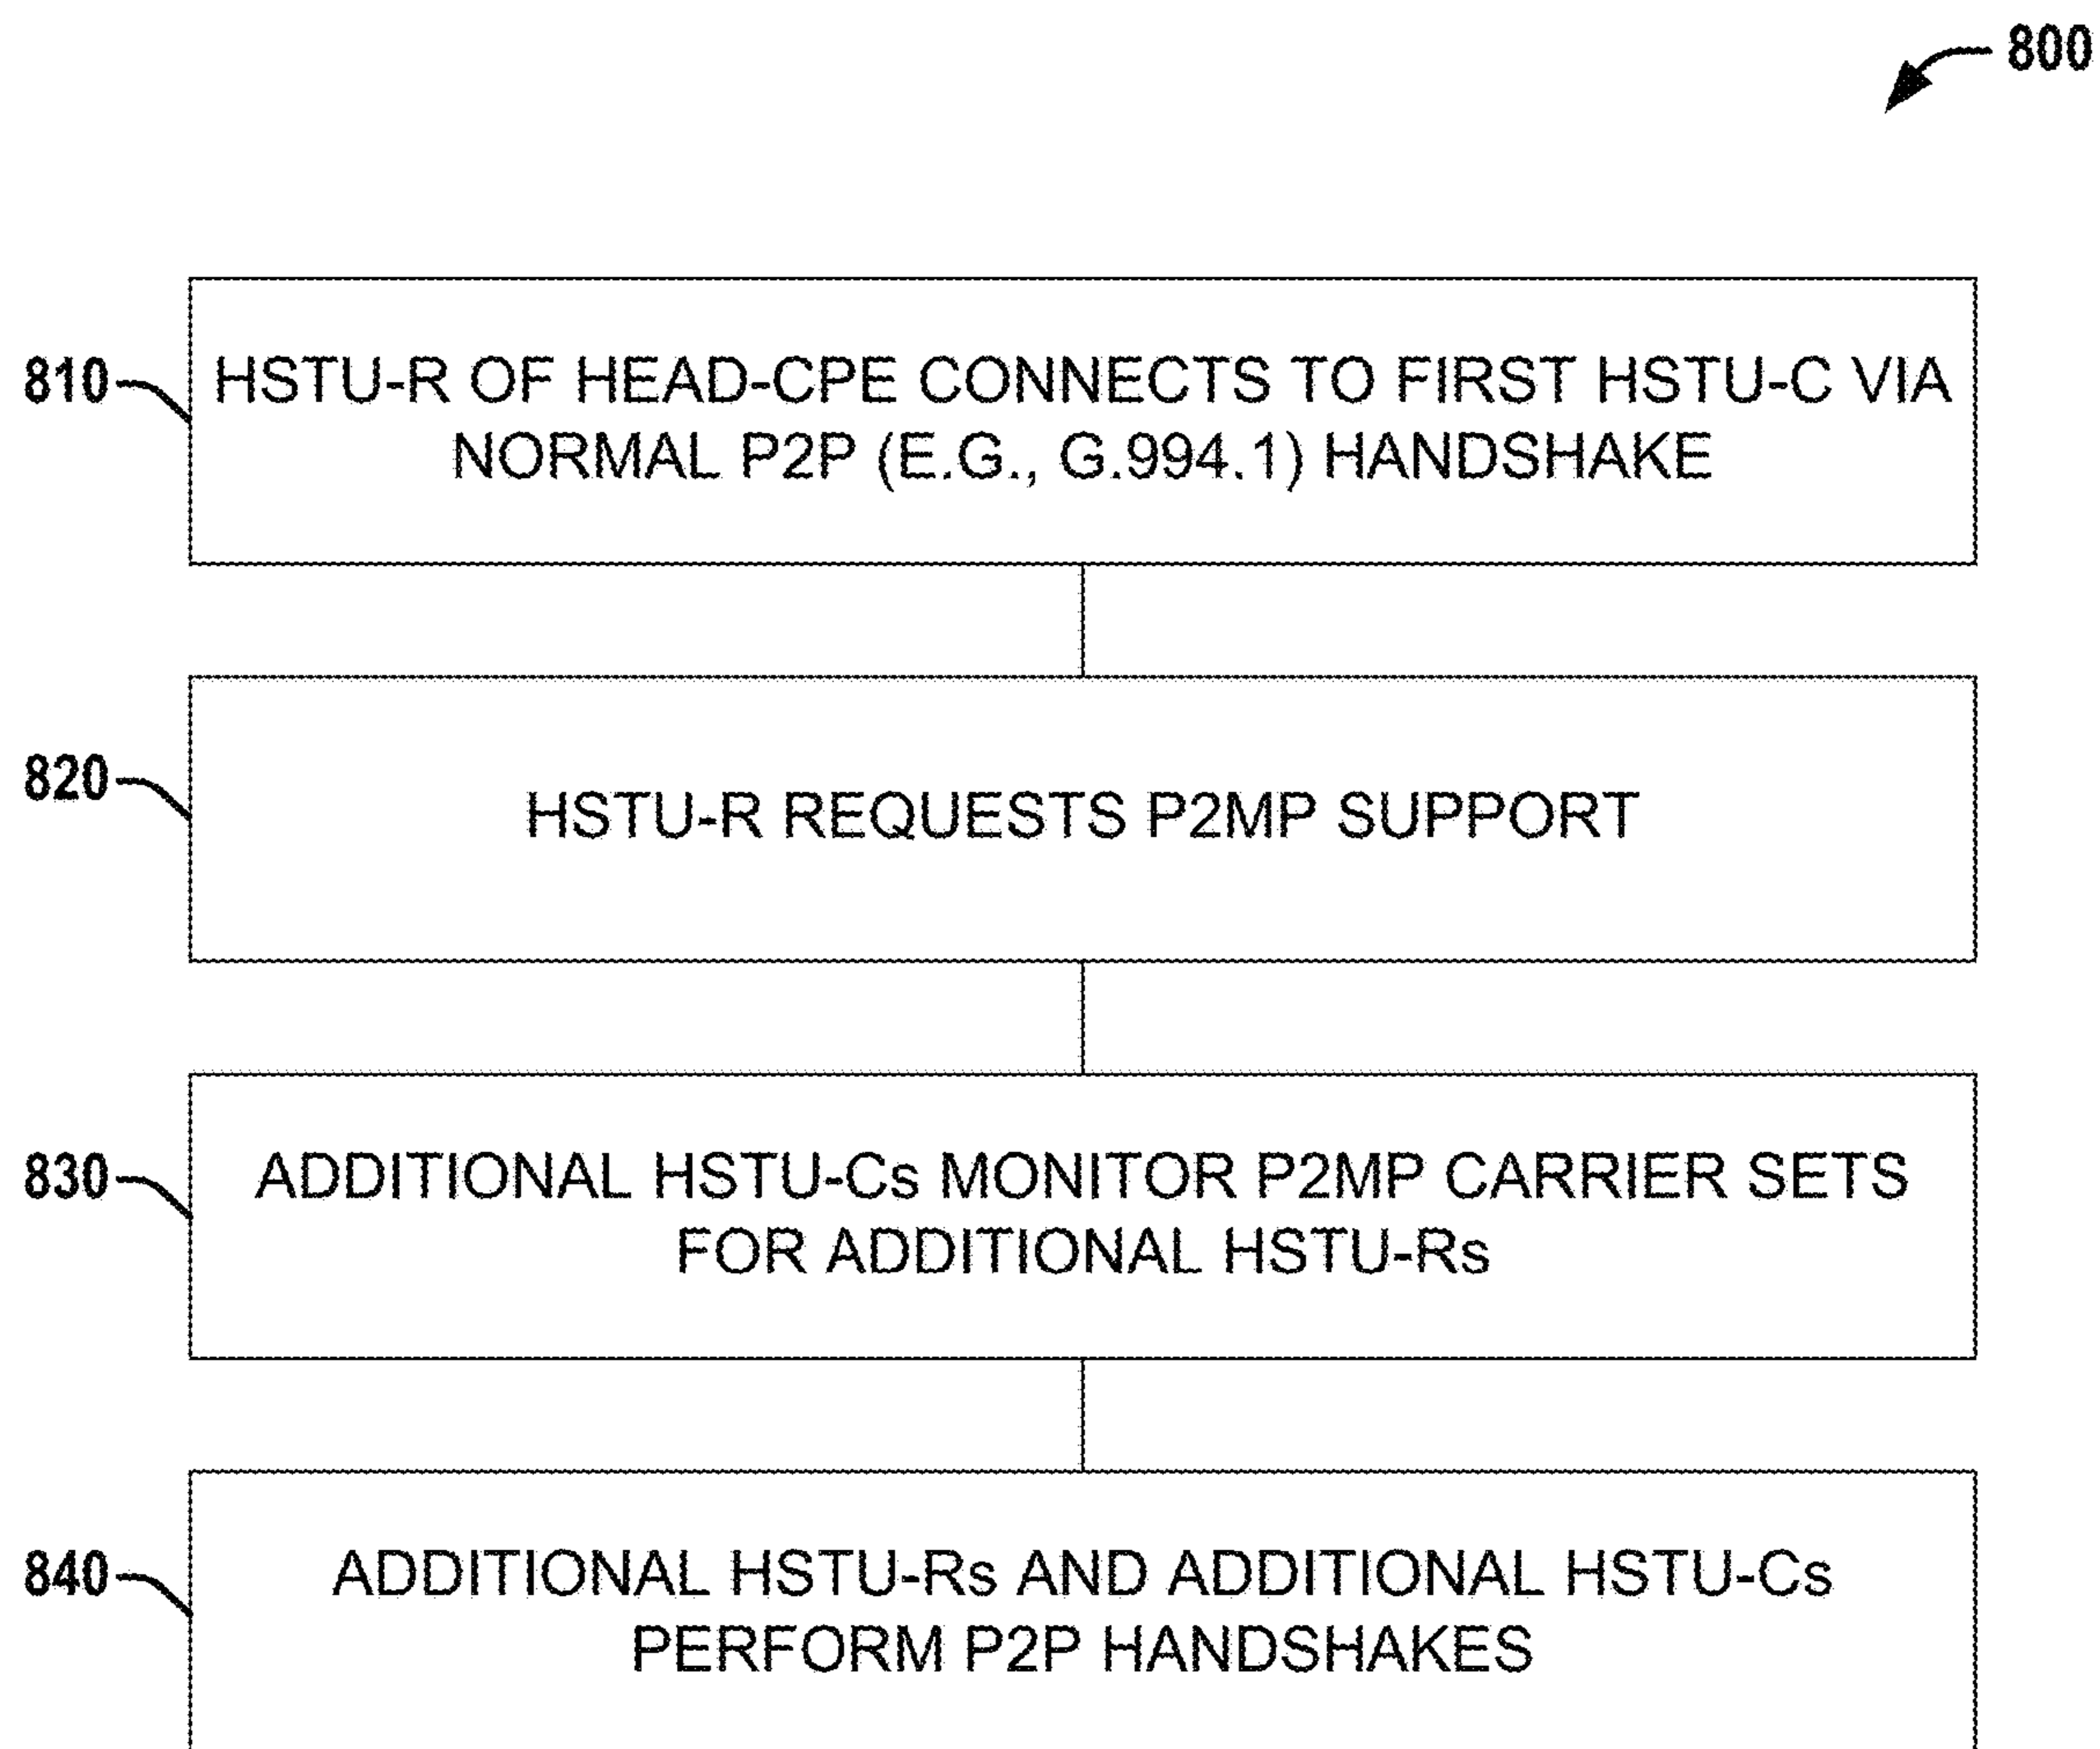 800
810
HSTU-R OF HEAD-CPE CONNECTS TO FIRST HSTU-C VIA
NORMAL P2P (E.G., G.994.1) HANDSHAKE
820
HSTU-R REQUESTS P2MP SUPPORT
830
ADDITIONAL HSTU-Cs MONITOR P2MP CARRIER SETS
FOR ADDITIONAL HSTU-Rs
840
ADDITIONAL HSTU-Rs AND ADDITIONAL HSTU-Cs
PERFORM P2P HANDSHAKES